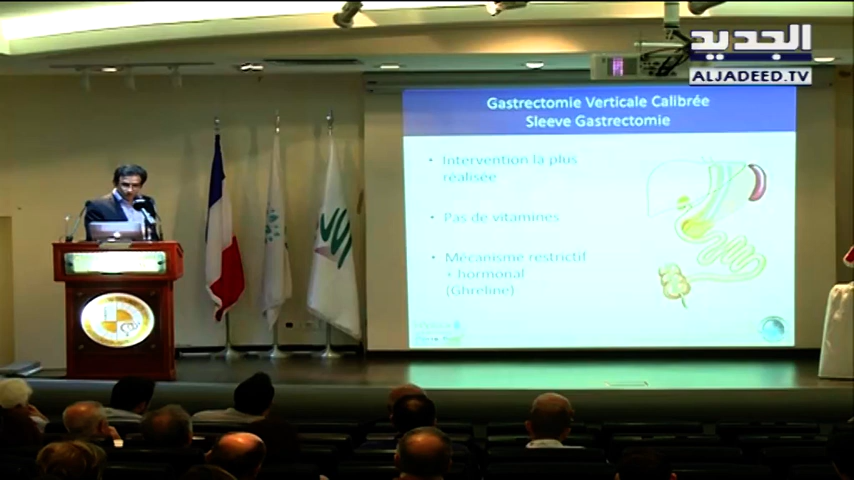 الجديد
ALJADEED.TV
Gastrectomie Verticale Calibrée
Sleeve Gastrectomie
• Intervention la plus
réalisée
• Pas de vitamines
• Mécanisme restrictif
+ hormonal
(Ghreline)